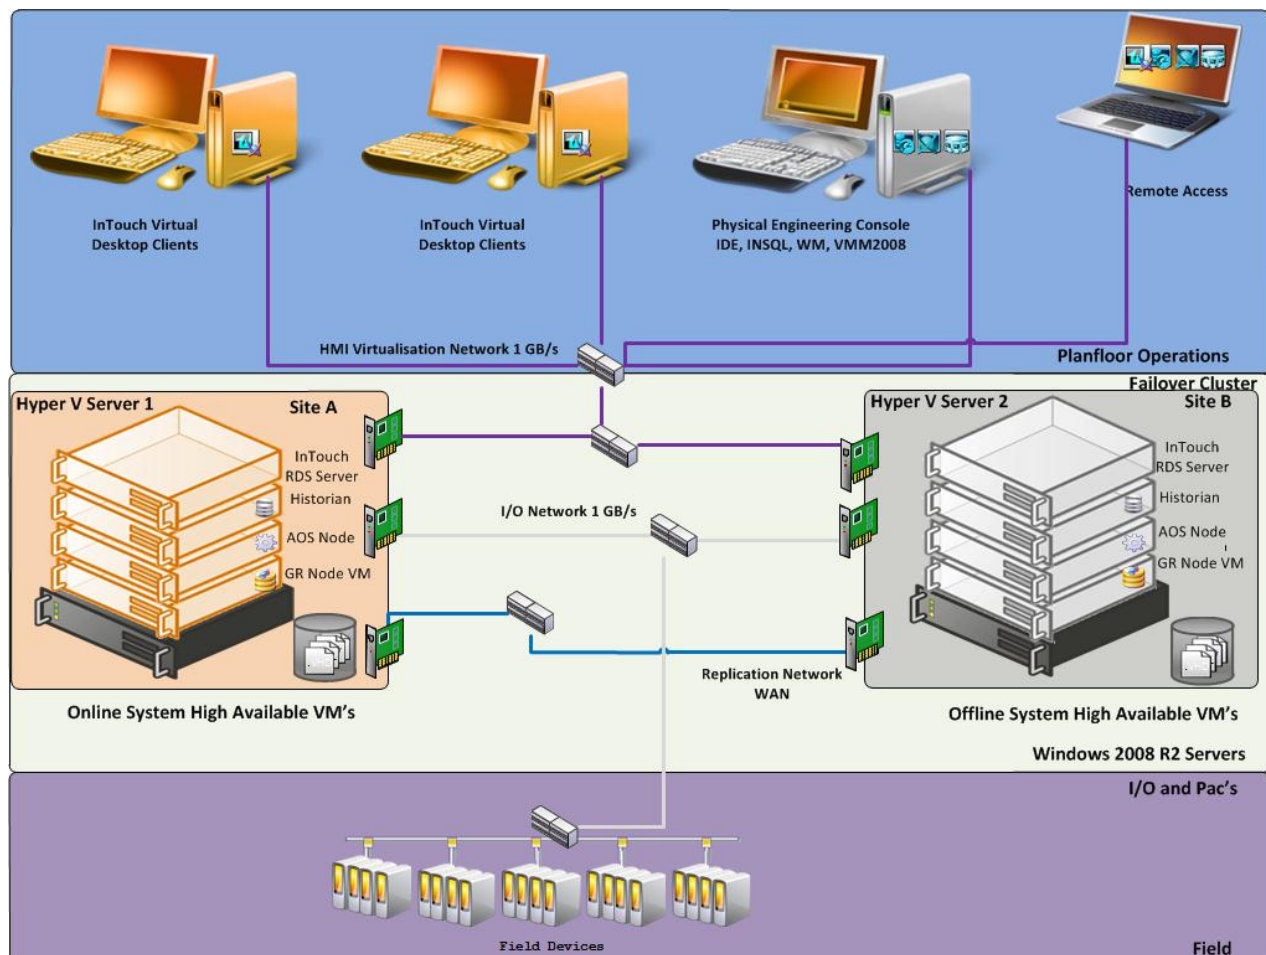 InTouch Virtual
Desktop Clients
InTouch Virtual
Desktop Clients
Physical Engineering Console
IDE, INSQL, WM, VMM2008
Remote Access
HMI Virtualisation Network 1 GB/s
Planfloor Operations
Failover Cluster
Hyper V Server 1
Site A
Hyper V Server 2
Site B
InTouch
RDS Server
Historian
AOS Node
GR Node VM
I/O Network 1 GB/s
InTouch
RDS Server
Historian
AOS Node
GR Node VM
Replication Network
WAN
Online System High Available VM's
Offline System High Available VM's
Windows 2008 R2 Servers
I/O and Pac's
Field Devices
Field